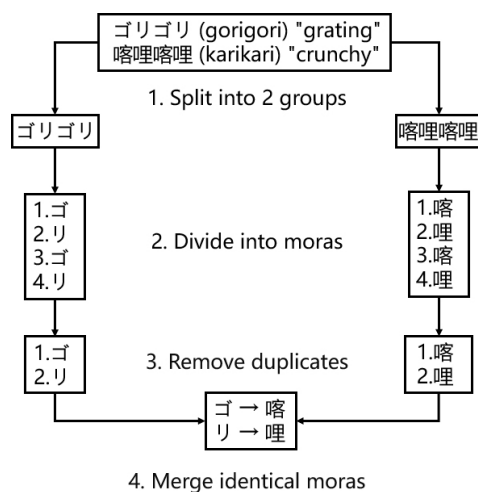 ゴリゴリ (gorigori) "grating"
喀哩喀哩 (karikari) "crunchy"
1. Split into 2 groups
ゴリゴリ
喀哩喀哩
1.ゴ
2.リ
3.ゴ
4.リ
2. Divide into moras
1.喀
2.哩
3.喀
4.哩
1.ゴ
2.リ
3. Remove duplicates
1.喀
2.哩
ゴ → 喀
リ → 哩
4. Merge identical moras